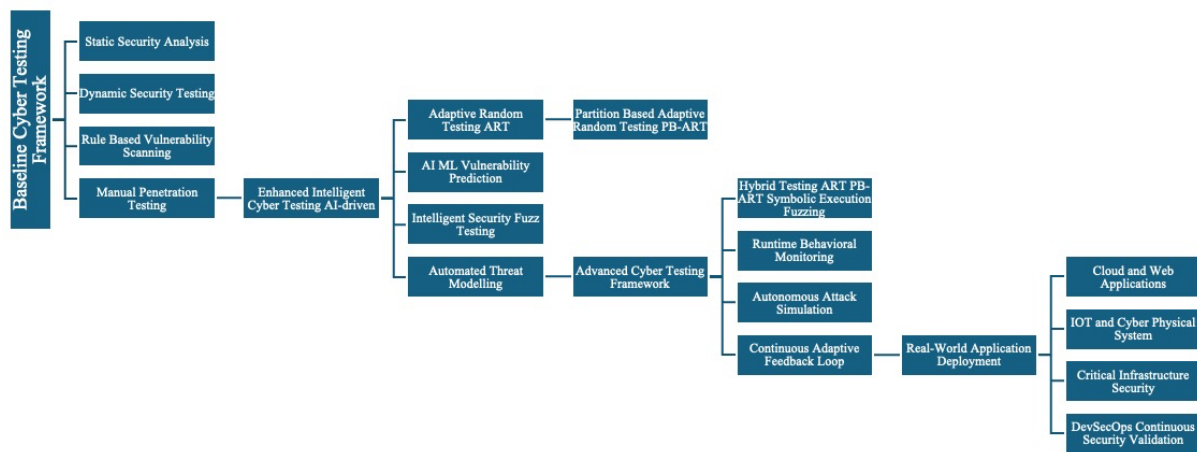 Baseline Cyber Testing
Framework
Static Security Analysis
Dynamic Security Testing
Rule Based Vulnerability
Scanning
Manual Penetration
Testing
Enhanced Intelligent
Cyber Testing AI-driven
Adaptive Random
Testing ART
Partition Based Adaptive
Random Testing PB-ART
AI ML Vulnerability
Prediction
Intelligent Security Fuzz
Testing
Automated Threat
Modelling
Advanced Cyber Testing
Framework
Hybrid Testing ART PB-
ART Symbolic Execution
Fuzzing
Runtime Behavioral
Monitoring
Autonomous Attack
Simulation
Continuous Adaptive
Feedback Loop
Real-World Application
Deployment
Cloud and Web
Applications
IOT and Cyber Physical
System
Critical Infrastructure
Security
DevSecOps Continuous
Security Validation